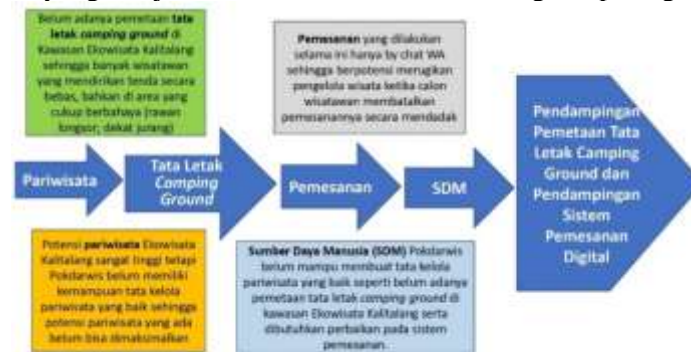 Belum adanya pemetaan tata
letak camping ground di
Kawasan Ekowisata Kalitalang
sehingga banyak wisatawan
yang mendirikan tenda secara
bebas, bahkan di area yang
cukup berbahaya (rawan
longsor; dekat jurang)
Pemesanan yang dilakukan
selama ini hanya by chat WA
sehingga berpotensi merugikan
pengelola wisata ketika calon
wisatawan membatalkan
pemesanannya secara mendadak
Pariwisata
Tata Letak
Camping
Ground
Pemesanan
SDM
Pendampingan
Pemetaan Tata
Letak Camping
Ground dan
Pendampingan
Sistem
Pemesanan
Digital
Potensi pariwisata Ekowisata
Kalitalang sangat tinggi tetapi
Pokdarwis belum memiliki
kemampuan tata kelola
pariwisata yang baik sehingga
potensi pariwisata yang ada
belum bisa dimaksimalkan
Sumber Daya Manusia (SDM) Pokdarwis
belum mampu membuat tata kelola
pariwisata yang baik seperti belum adanya
pemetaan tata letak camping ground di
kawasan Ekowisata Kalitalang serta
dibutuhkan perbaikan pada sistem
pemesanan.